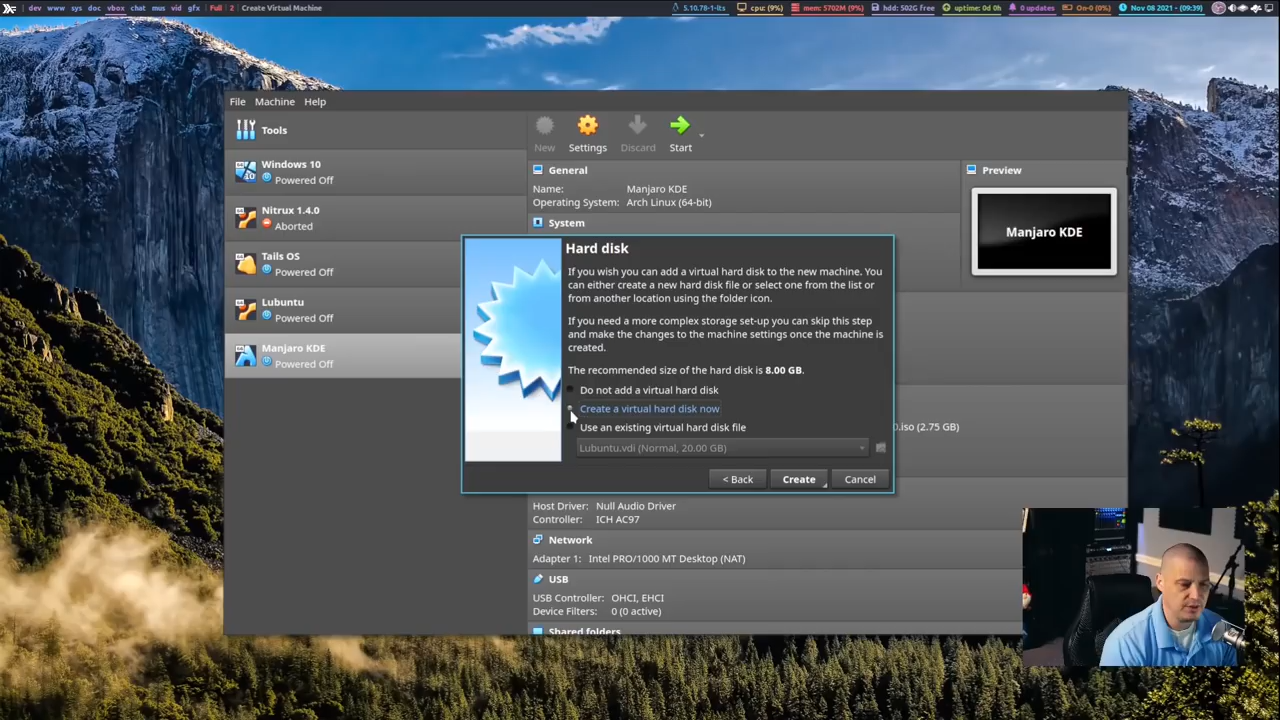 dev www sys doc vbox chat mus vid gfx Full 2 Create Virtual Machine
5.10.78-1-lts cpu: (9%) mem: 5702M (9%) hdd: 502G free uptime: 0d 0h 0 updates On-0 (0%) Nov 08 2021 - (09:39)
File Machine Help
Tools
New Settings Discard Start
Windows 10
Powered Off
Nitrux 1.4.0
Aborted
Tails OS
Powered Off
Lubuntu
Powered Off
Manjaro KDE
Powered Off
General
Name: Manjaro KDE
Operating System: Arch Linux (64-bit)
System
Preview
Manjaro KDE
Hard disk
If you wish you can add a virtual hard disk to the new machine. You
can either create a new hard disk file or select one from the list or
from another location using the folder icon.
If you need a more complex storage set-up you can skip this step
and make the changes to the machine settings once the machine is
created.
The recommended size of the hard disk is 8.00 GB.
Do not add a virtual hard disk
Create a virtual hard disk now
Use an existing virtual hard disk file
Lubuntu.vdi (Normal, 20.00 GB)
< Back Create Cancel
.iso (2.75 GB)
Host Driver: Null Audio Driver
Controller: ICH AC97
Network
Adapter 1: Intel PRO/1000 MT Desktop (NAT)
USB
USB Controller: OHCI, EHCI
Device Filters: 0 (0 active)
Shared folders